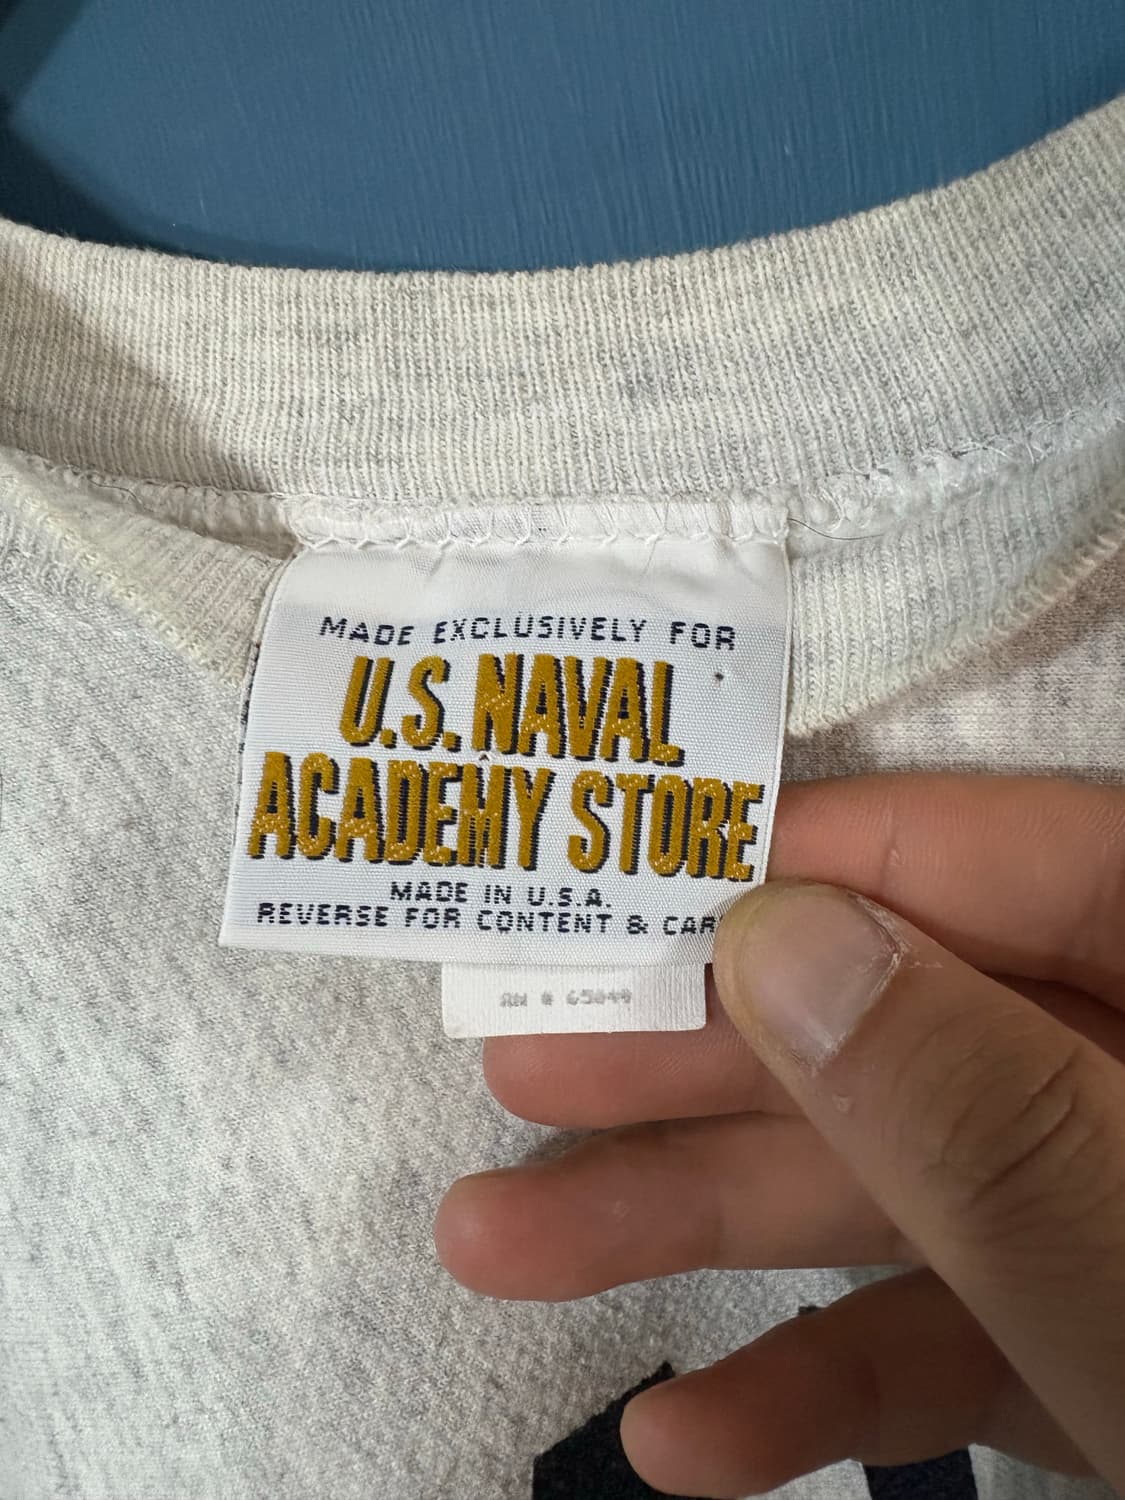 MADE EXCLUSIVELY FOR
U.S. NAVAL
ACADEMY STORE
MADE IN U.S.A.
REVERSE FOR CONTENT & CAR